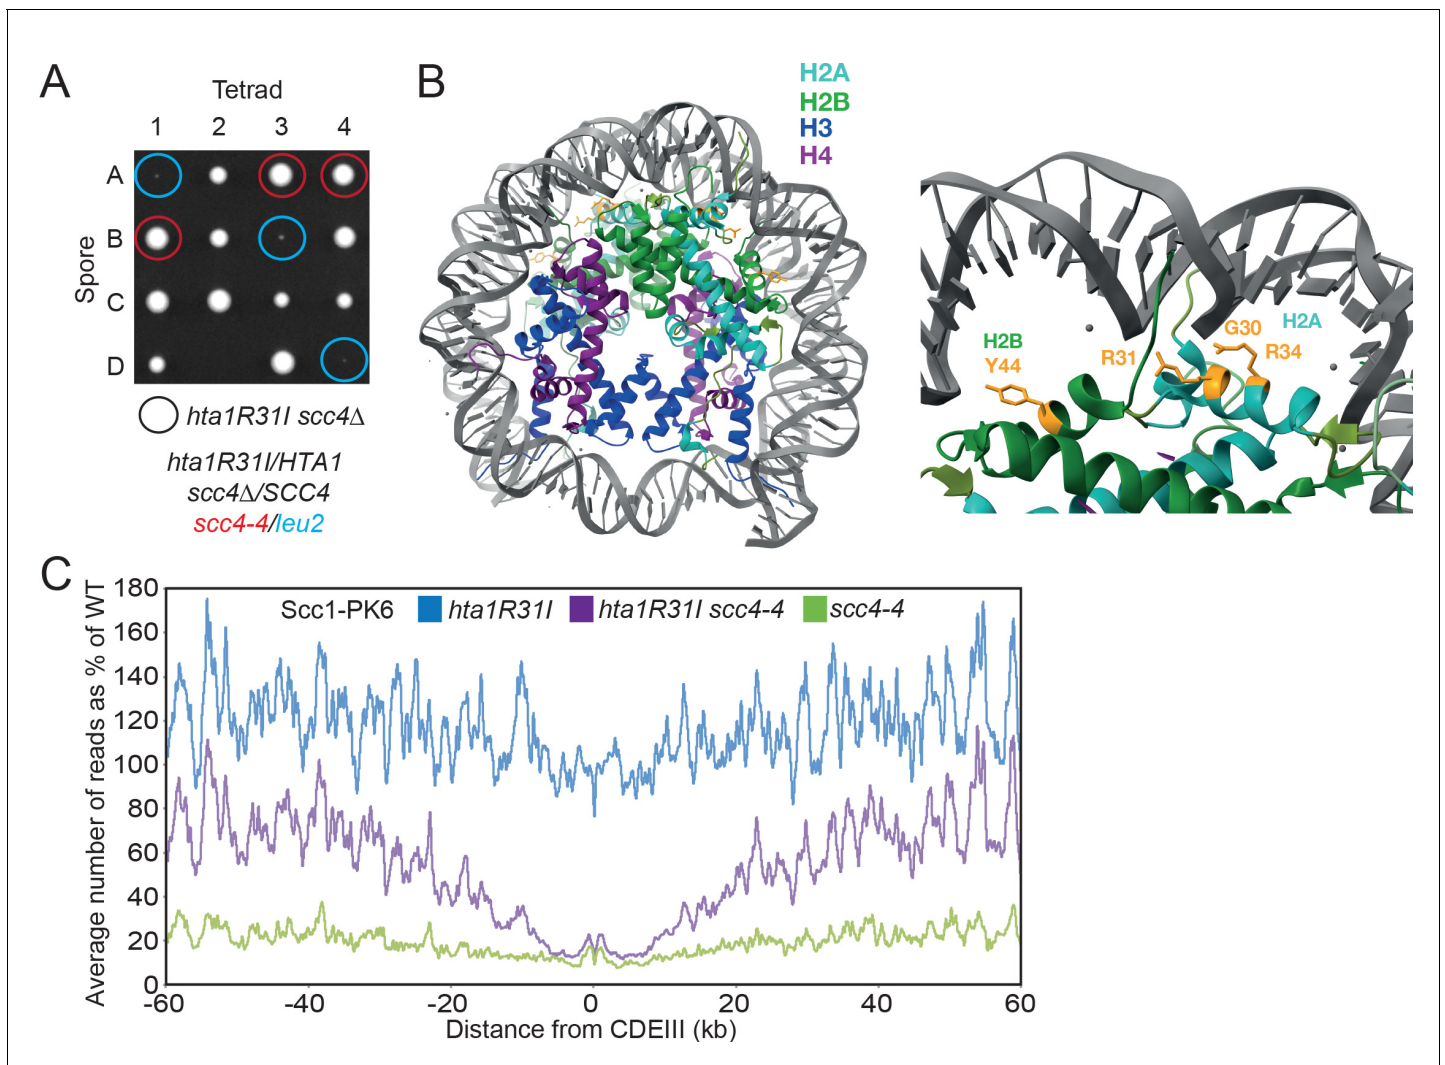 A
Tetrad
1 2 3 4
Spore
A
B
C
D
hta1R31I scc4Δ
hta1R31I/HTA1
scc4Δ/SCC4
scc4-4/leu2
B
H2A
H2B
H3
H4
H2B
Y44
R31
G30
R34
H2A
C
Average number of reads as % of WT
180
160
140
120
100
80
60
40
20
0
Scc1-PK6 hta1R31I hta1R31I scc4-4 scc4-4
-60 -40 -20 0 20 40 60
Distance from CDEIII (kb)